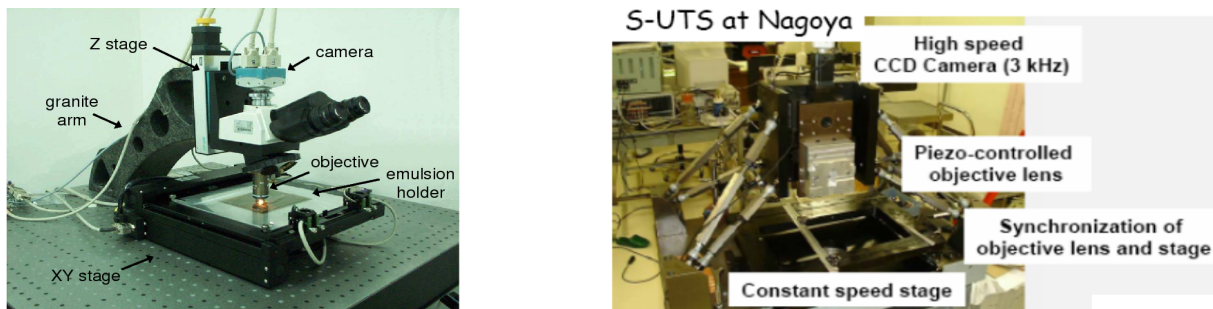 Z stage
camera
granite
arm
objective
emulsion
holder
XY stage
S-UTS at Nagoya
High speed
CCD Camera (3 kHz)
Piezo-controlled
objective lens
Synchronization of
objective lens and stage
Constant speed stage